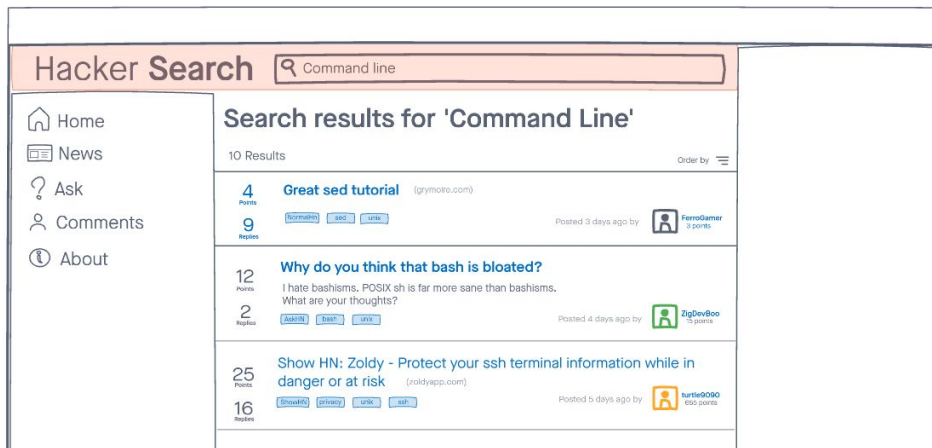 Hacker Search
Command line
Home
News
Ask
Comments
About
Search results for 'Command Line'
10 Results
Order by
4
Points
9
Replies
Great sed tutorial (grymoire.com)
NormalHn sed unix
Posted 3 days ago by
FerroGamer
3 points
12
Points
2
Replies
Why do you think that bash is bloated?
I hate bashisms. POSIX sh is far more sane than bashisms.
What are your thoughts?
AskHN bash unix
Posted 4 days ago by
ZigDevBoo
15 points
25
Points
16
Replies
Show HN: Zoldy - Protect your ssh terminal information while in
danger or at risk (zoldyapp.com)
ShowHN privacy unix ssh
Posted 5 days ago by
turtle9090
655 points